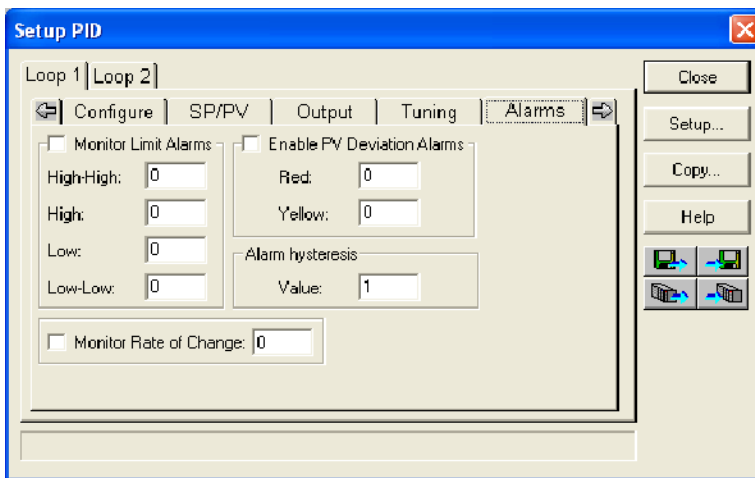 Setup PID
Loop 1 Loop 2
Configure SP/PV Output Tuning Alarms
Monitor Limit Alarms
High-High: 0
High: 0
Low: 0
Low-Low: 0
Enable PV Deviation Alarms
Red: 0
Yellow: 0
Alarm hysteresis
Value: 1
Monitor Rate of Change: 0
Close
Setup...
Copy...
Help